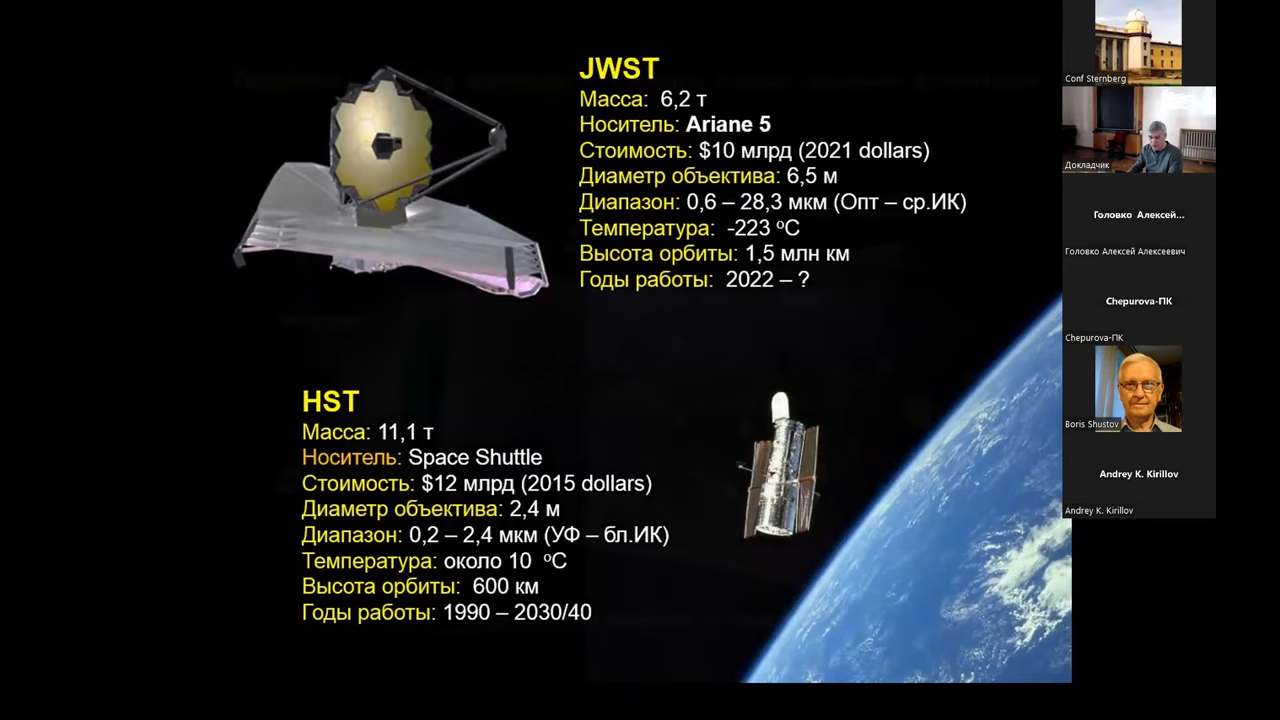 JWST
Масса: 6,2 т
Носитель: Ariane 5
Стоимость: $10 млрд (2021 dollars)
Диаметр объектива: 6,5 м
Диапазон: 0,6 – 28,3 мкм (Опт – ср.ИК)
Температура: -223 ºС
Высота орбиты: 1,5 млн км
Годы работы: 2022 – ?
HST
Масса: 11,1 т
Носитель: Space Shuttle
Стоимость: $12 млрд (2015 dollars)
Диаметр объектива: 2,4 м
Диапазон: 0,2 – 2,4 мкм (УФ – бл.ИК)
Температура: около 10 ºС
Высота орбиты: 600 км
Годы работы: 1990 – 2030/40
Conf Sternberg
Докладчик
Головко Алексей...
Головко Алексей Алексеевич
Chepurova-ПК
Chepurova-ПК
Boris Shustov
Andrey K. Kirillov
Andrey K. Kirillov